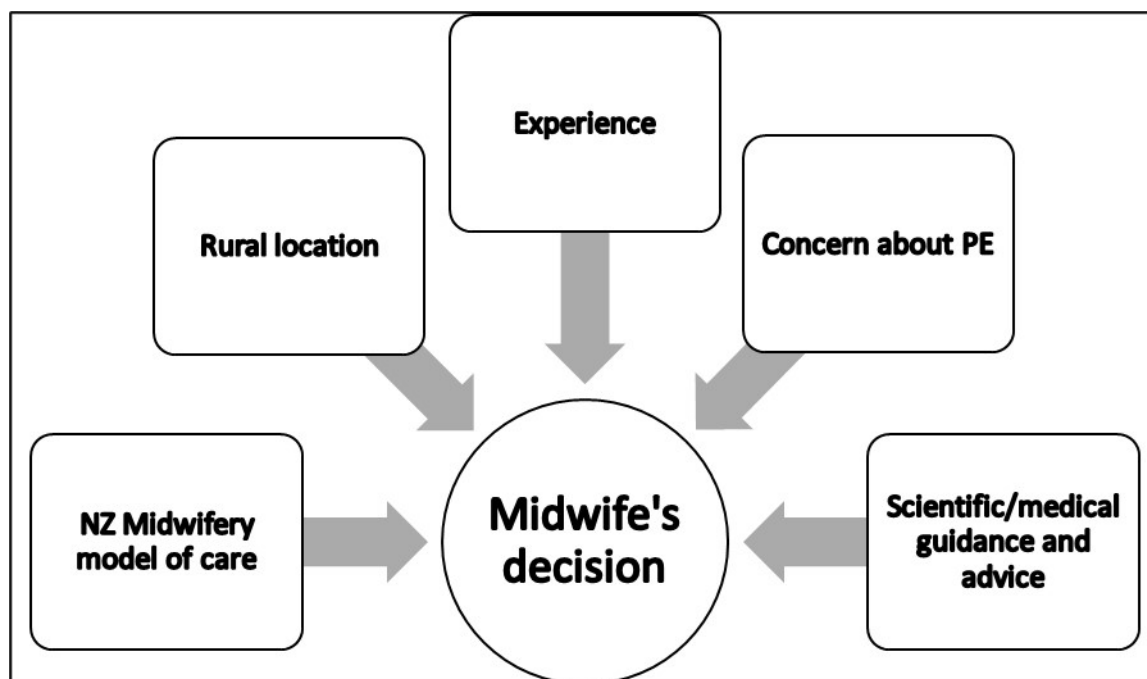 Experience
Rural location
Concern about PE
NZ Midwifery
model of care
Midwife's
decision
Scientific/medical
guidance and
advice